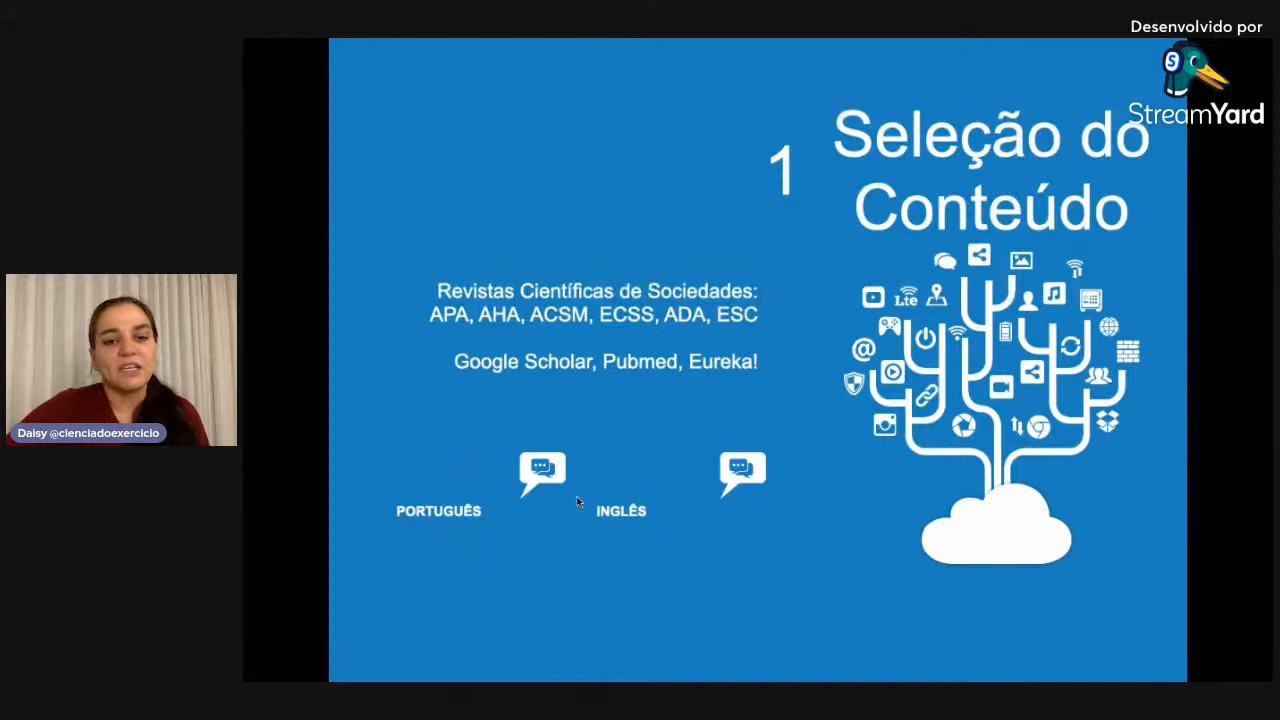 Desenvolvido por
StreamYard
1
Seleção do
Conteúdo
Revistas Científicas de Sociedades:
APA, AHA, ACSM, ECSS, ADA, ESC
Google Scholar, Pubmed, Eureka!
Lte
@
PORTUGUÊS
INGLÊS
Daisy @cienciadoexercicio